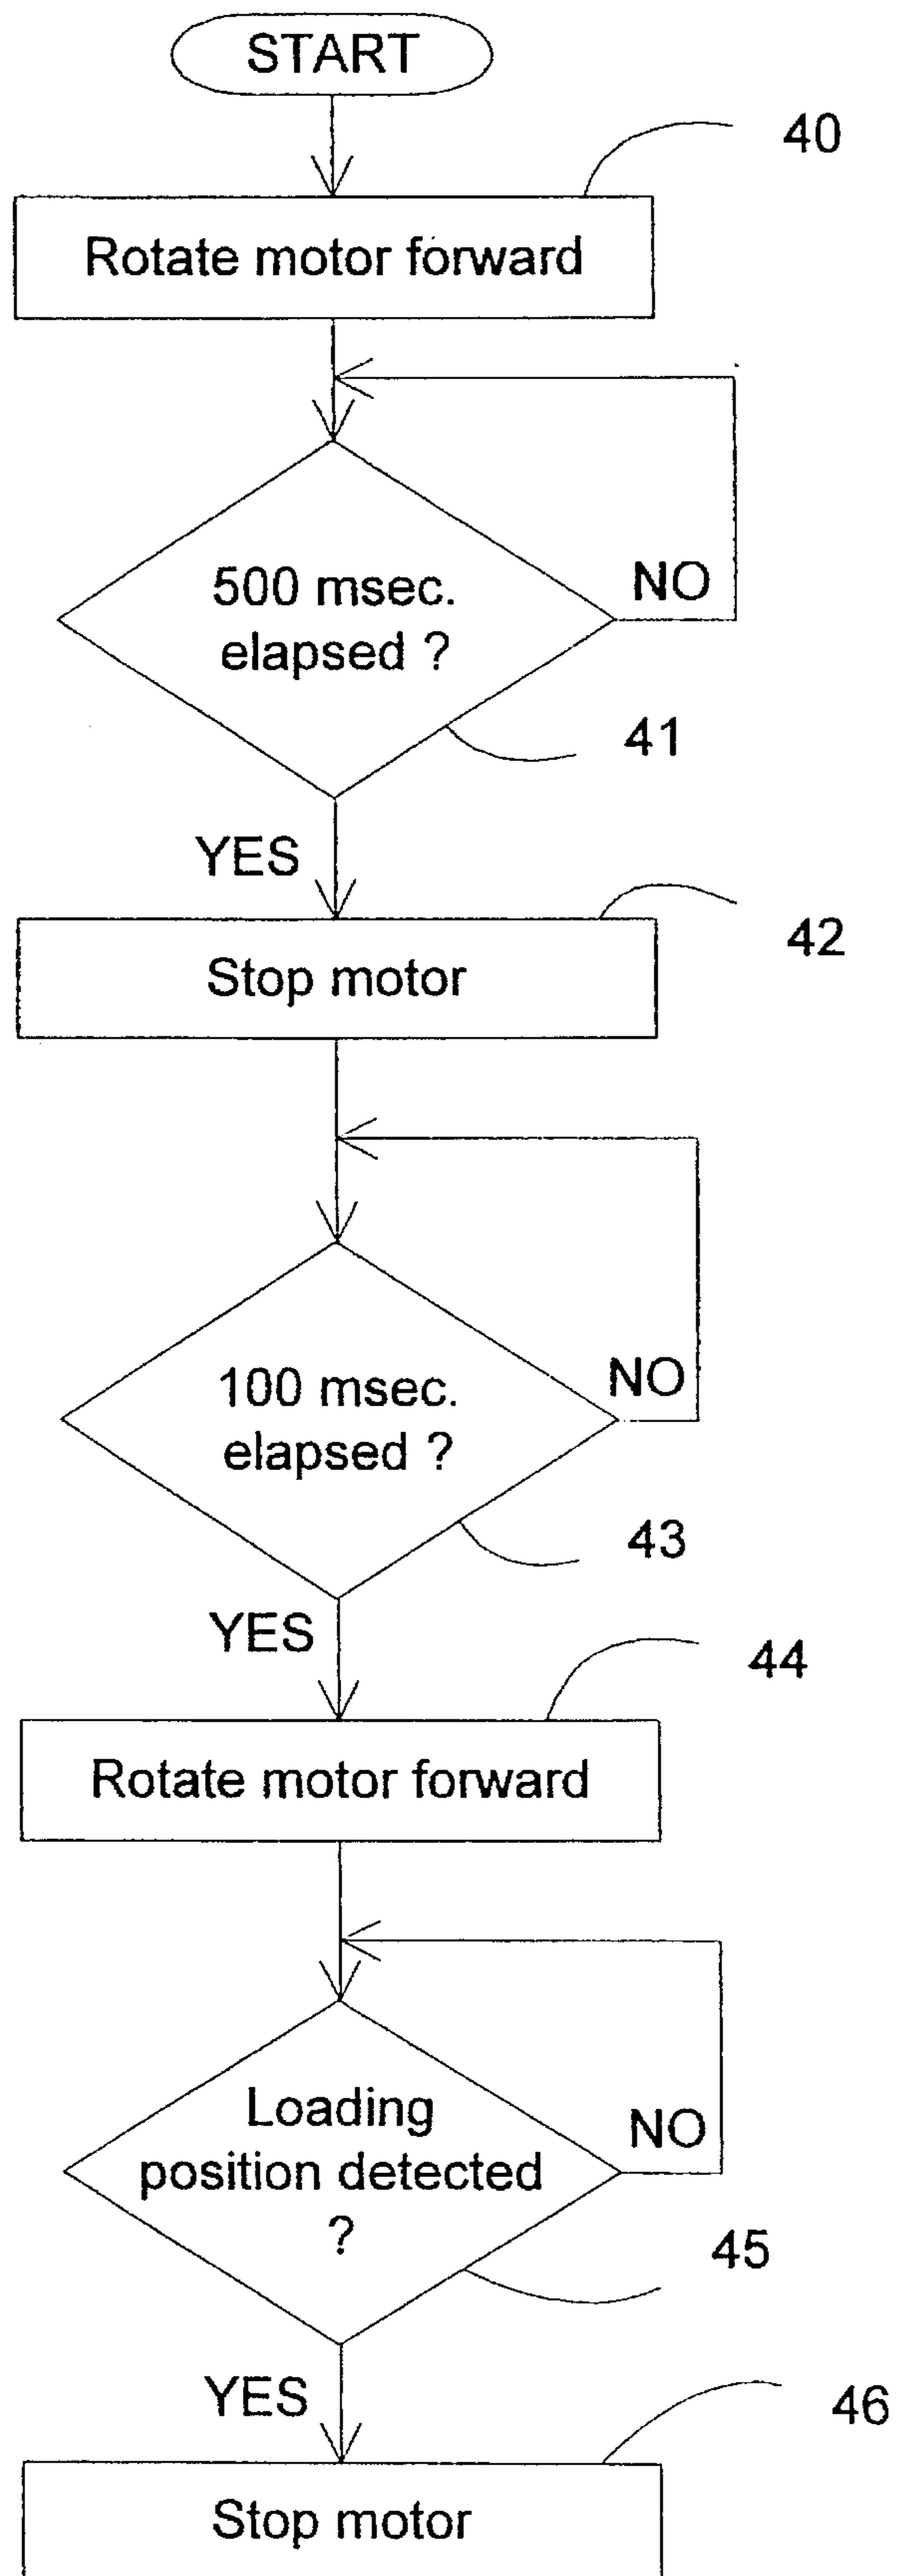 START
40
Rotate motor forward
500 msec.
elapsed ?
NO
41
YES
42
Stop motor
100 msec.
elapsed ?
NO
43
YES
44
Rotate motor forward
Loading
position detected
?
NO
45
YES
46
Stop motor